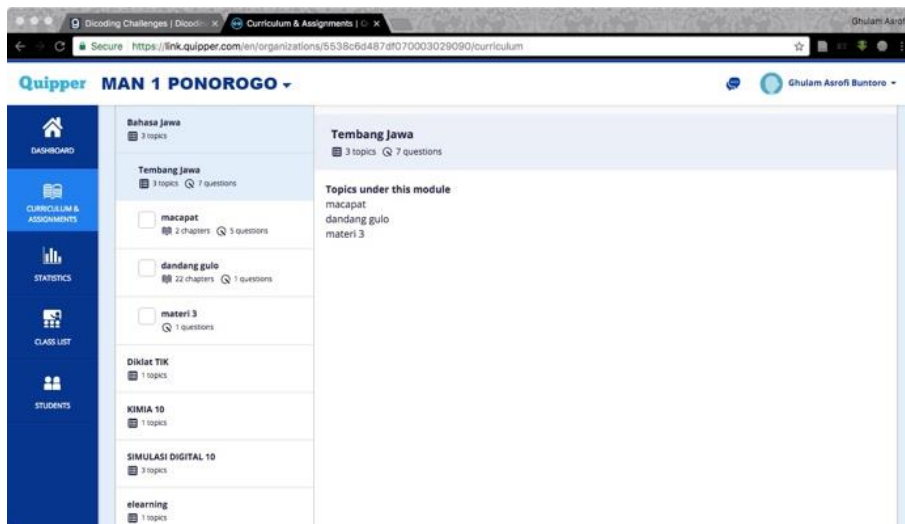 Dicoding Challenges | Dicodin
Curriculum & Assignments |
Ghulam Asrof
Secure https://link.quipper.com/en/organizations/5538c6d487df070003029090/curriculum
Quipper MAN 1 PONOROGO
Ghulam Asrofi Buntoro
DASHBOARD
CURRICULUM &
ASSIGNMENTS
STATISTICS
CLASS LIST
STUDENTS
Bahasa Jawa
3 topics
Tembang Jawa
3 topics 7 questions
macapat
2 chapters 5 questions
dandang gulo
22 chapters 1 questions
materi 3
1 questions
Diklat TIK
1 topics
KIMIA 10
1 topics
SIMULASI DIGITAL 10
3 topics
elearning
1 topics
Tembang Jawa
3 topics 7 questions
Topics under this module
macapat
dandang gulo
materi 3